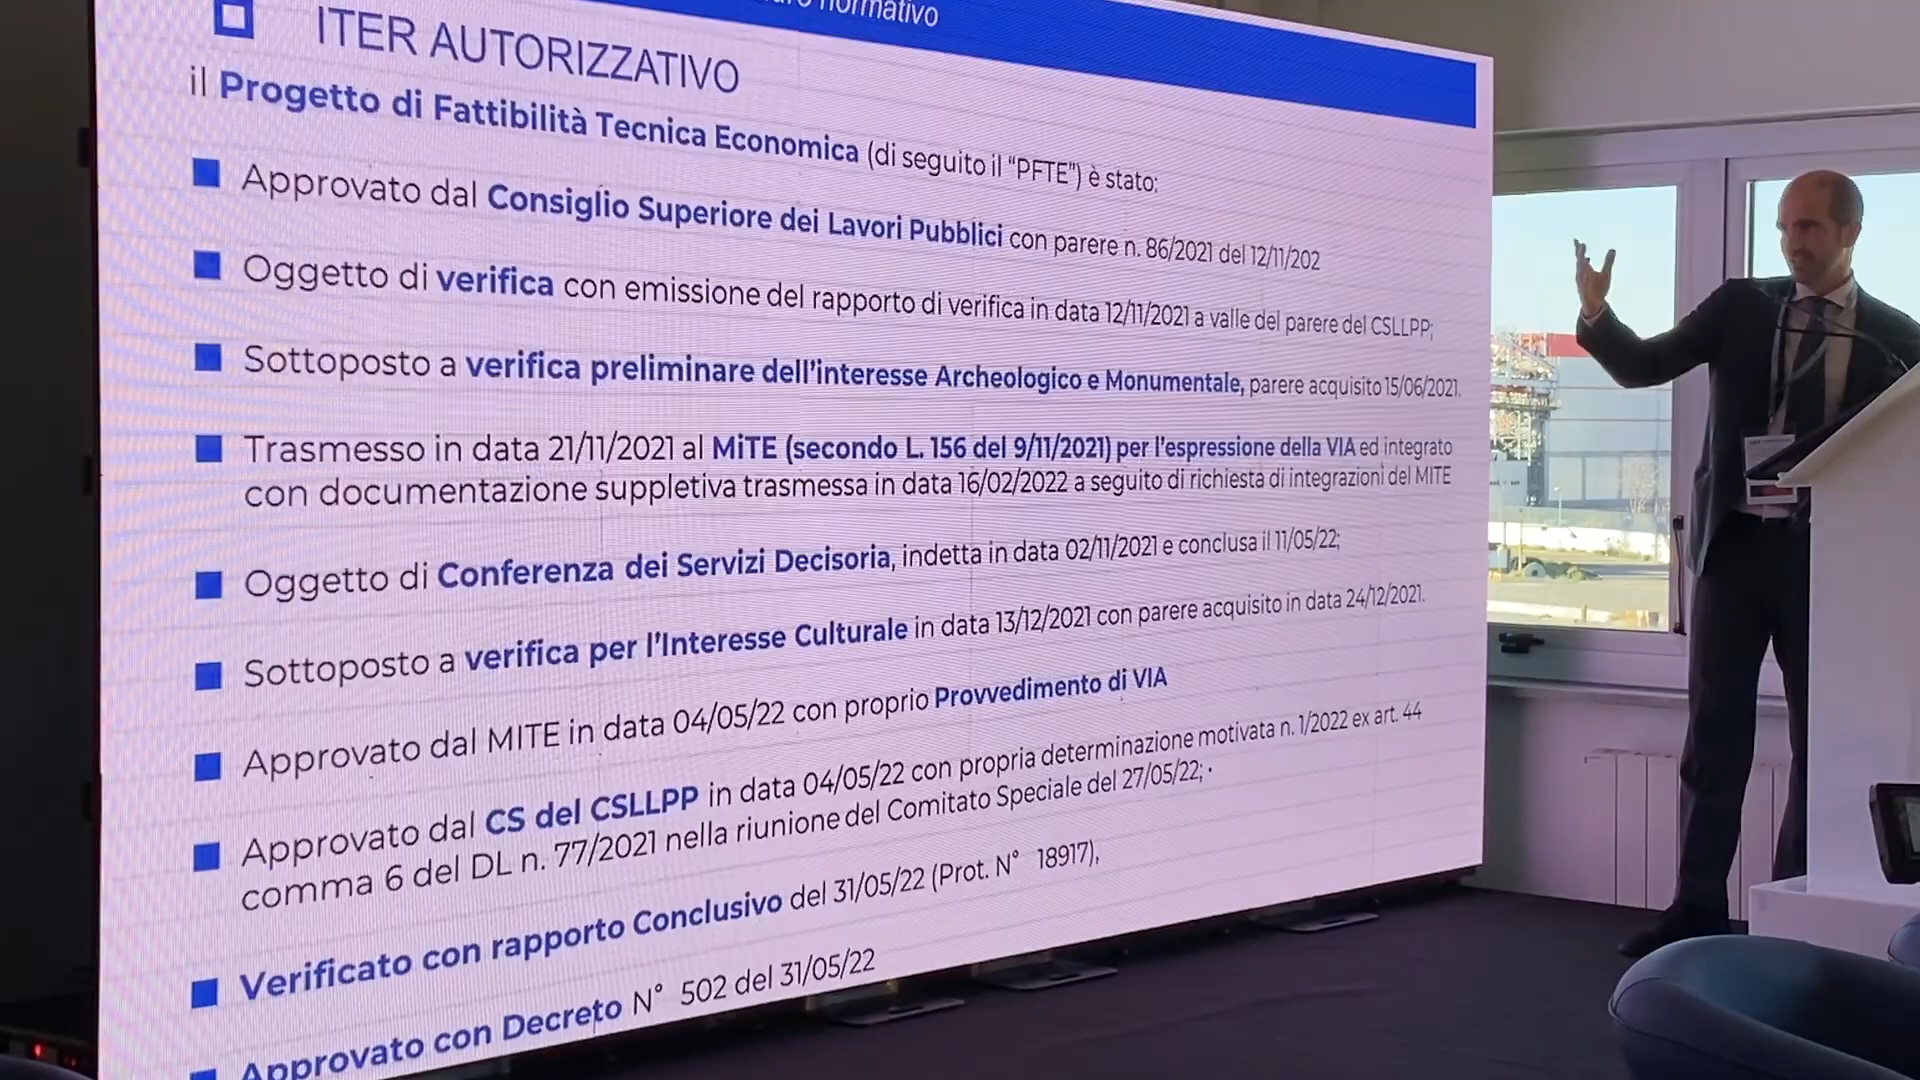 normativo
ITER AUTORIZZATIVO
il Progetto di Fattibilità Tecnica Economica (di seguito il “PFTE”) è stato:
Approvato dal Consiglio Superiore dei Lavori Pubblici con parere n. 86/2021 del 12/11/202
Oggetto di verifica con emissione del rapporto di verifica in data 12/11/2021 a valle del parere del CSLLPP;
Sottoposto a verifica preliminare dell’interesse Archeologico e Monumentale, parere acquisito 15/06/2021.
Trasmesso in data 21/11/2021 al MiTE (secondo L. 156 del 9/11/2021) per l’espressione della VIA ed integrato
con documentazione suppletiva trasmessa in data 16/02/2022 a seguito di richiesta di integrazioni del MITE
Oggetto di Conferenza dei Servizi Decisoria, indetta in data 02/11/2021 e conclusa il 11/05/22;
Sottoposto a verifica per l’Interesse Culturale in data 13/12/2021 con parere acquisito in data 24/12/2021.
Approvato dal MITE in data 04/05/22 con proprio Provvedimento di VIA
Approvato dal CS del CSLLPP in data 04/05/22 con propria determinazione motivata n. 1/2022 ex art. 44
comma 6 del DL n. 77/2021 nella riunione del Comitato Speciale del 27/05/22; ·
Verificato con rapporto Conclusivo del 31/05/22 (Prot. N° 18917),
Approvato con Decreto N° 502 del 31/05/22